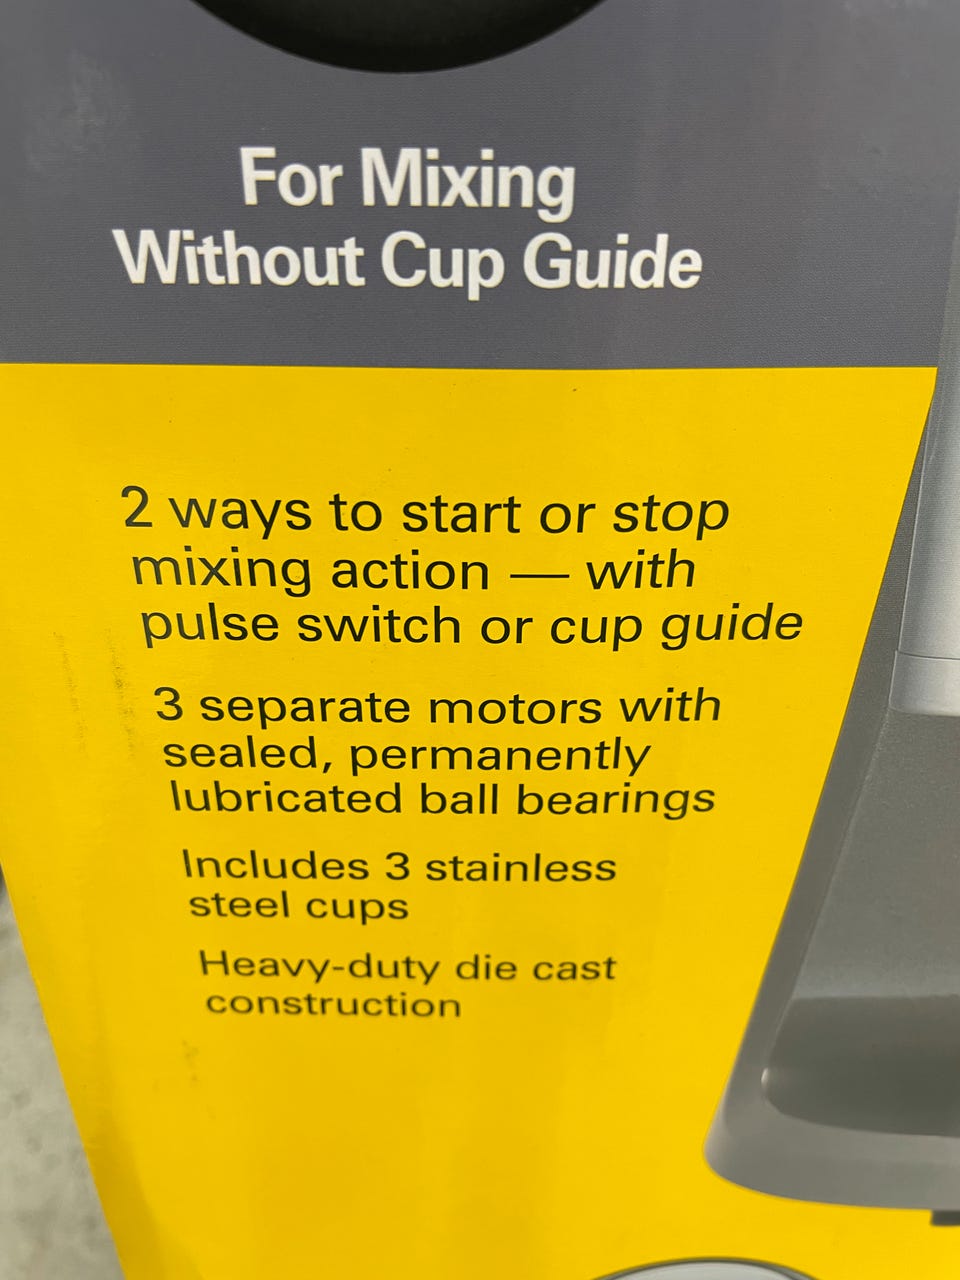 For Mixing
Without Cup Guide
2 ways to start or stop
mixing action — with
pulse switch or cup guide
3 separate motors with
sealed, permanently
lubricated ball bearings
Includes 3 stainless
steel cups
Heavy-duty die cast
construction